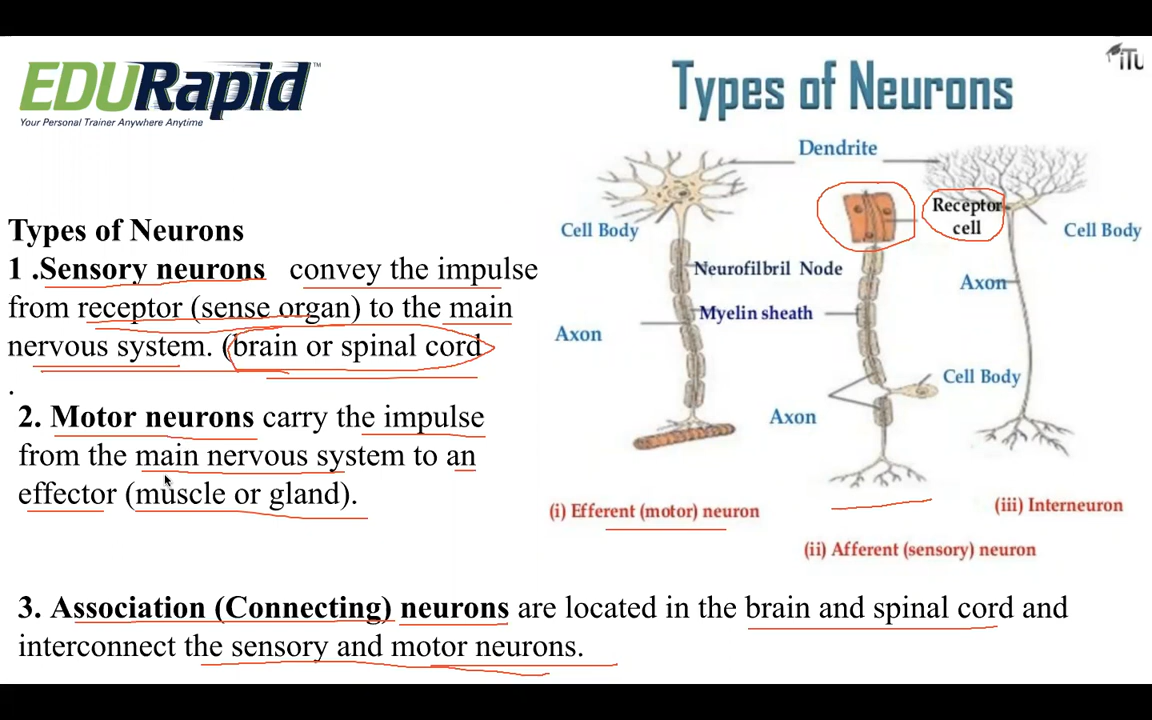 EDURapid™
Your Personal Trainer Anywhere Anytime
iTu
Types of Neurons
Types of Neurons
1 .Sensory neurons convey the impulse
from receptor (sense organ) to the main
nervous system. (brain or spinal cord
.
2. Motor neurons carry the impulse
from the main nervous system to an
effector (muscle or gland).
3. Association (Connecting) neurons are located in the brain and spinal cord and
interconnect the sensory and motor neurons.
Dendrite
Cell Body
Receptor
cell
Cell Body
Neurofilbril Node
Axon
Myelin sheath
Axon
Cell Body
Axon
(i) Efferent (motor) neuron
(iii) Interneuron
(ii) Afferent (sensory) neuron